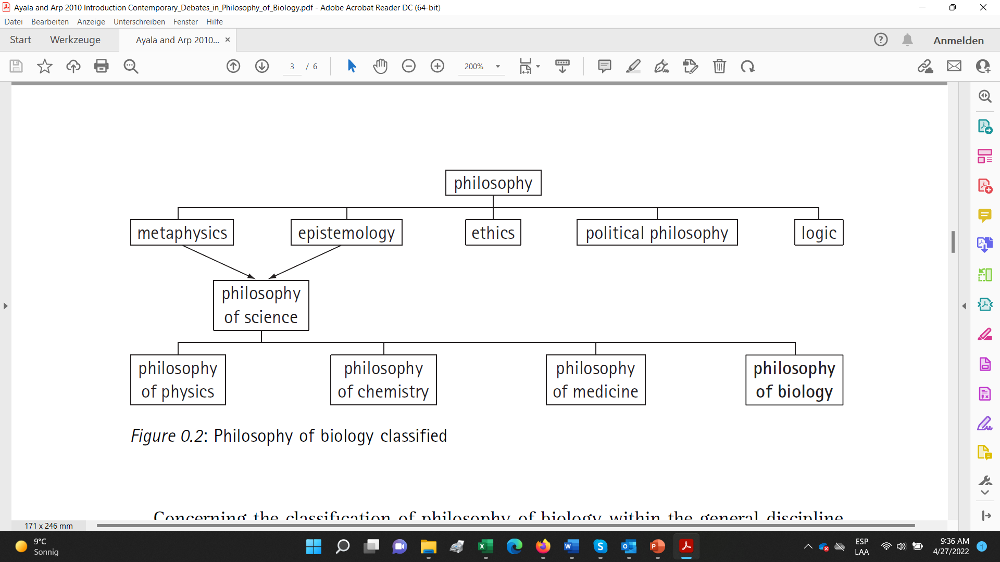 Ayala and Arp 2010 Introduction Contemporary_Debates_in_Philosophy_of_Biology.pdf - Adobe Acrobat Reader DC (64-bit)
Datei Bearbeiten Anzeige Unterschreiben Fenster Hilfe
Start Werkzeuge Ayala and Arp 2010... × Anmelden
3 / 6 200%
philosophy
metaphysics epistemology ethics political philosophy logic
philosophy
of science
philosophy philosophy philosophy philosophy
of physics of chemistry of medicine of biology
Figure 0.2: Philosophy of biology classified
Concerning the classification of philosophy of biology within the general discipline
171 x 246 mm
9°C ESP 9:36 AM
Sonnig LAA 4/27/2022 1